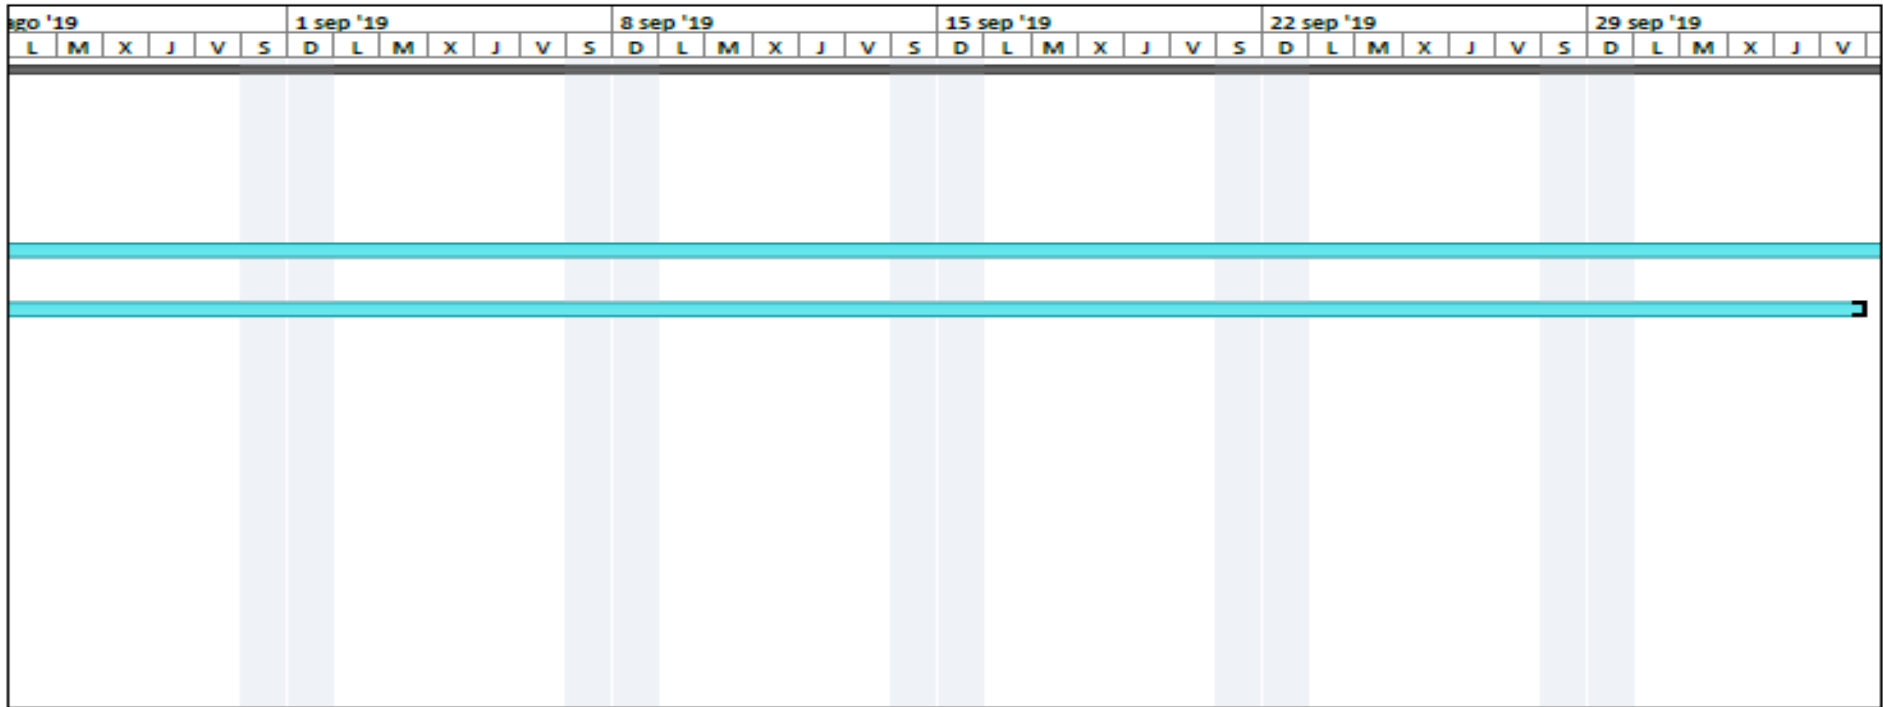 ago '19 1 sep '19 8 sep '19 15 sep '19 22 sep '19 29 sep '19
L M X J V S D L M X J V S D L M X J V S D L M X J V S D L M X J V S D L M X J V